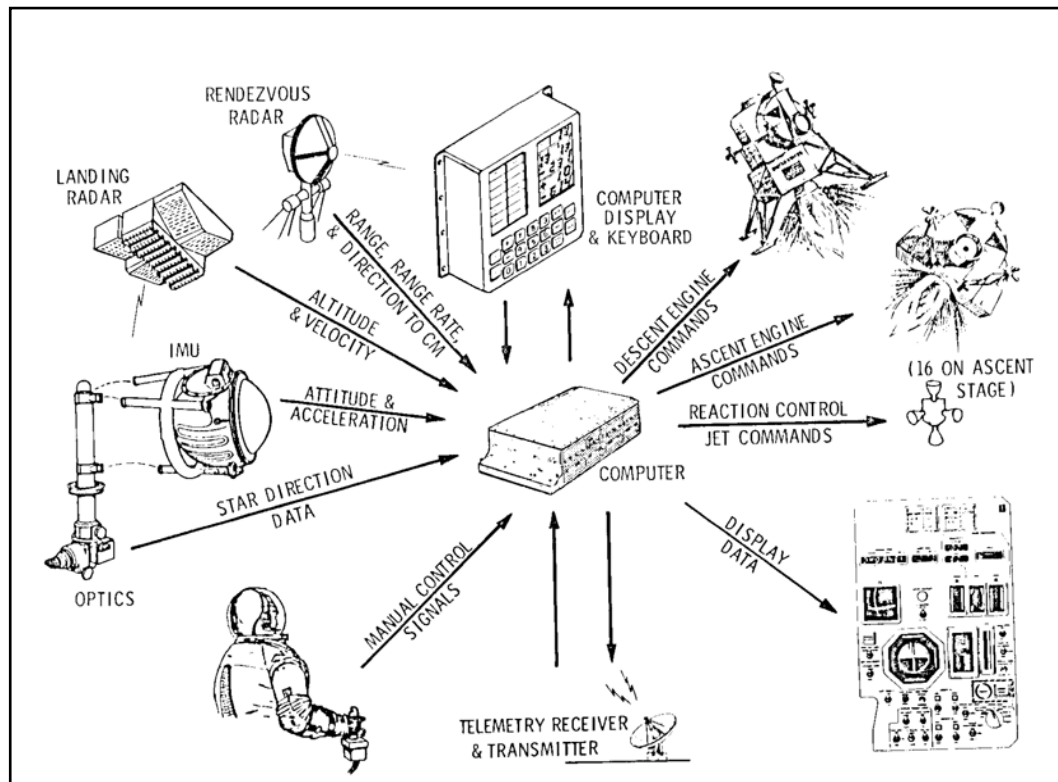 RENDEZVOUS
RADAR
LANDING
RADAR
RANGE, RANGE RATE,
& DIRECTION TO CM
COMPUTER
DISPLAY
& KEYBOARD
ALTITUDE
& VELOCITY
DESCENT ENGINE
COMMANDS
ASCENT ENGINE
COMMANDS
IMU
ATTITUDE &
ACCELERATION
(16 ON ASCENT
STAGE)
REACTION CONTROL
JET COMMANDS
COMPUTER
STAR DIRECTION
DATA
OPTICS
DISPLAY
DATA
MANUAL CONTROL
SIGNALS
TELEMETRY RECEIVER
& TRANSMITTER